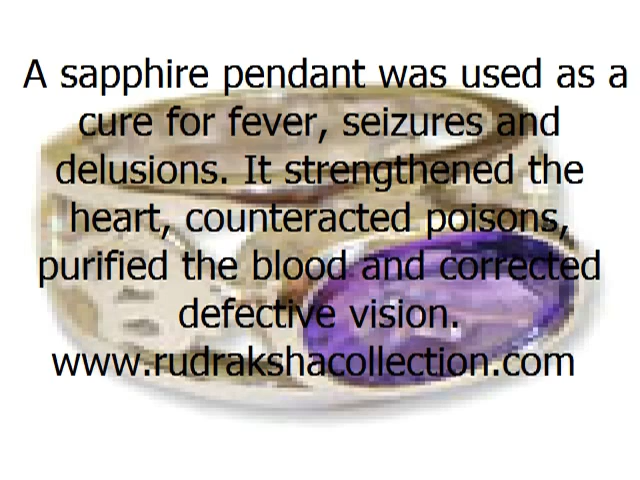 A sapphire pendant was used as a
cure for fever, seizures and
delusions. It strengthened the
heart, counteracted poisons,
purified the blood and corrected
defective vision.
www.rudrakshacollection.com